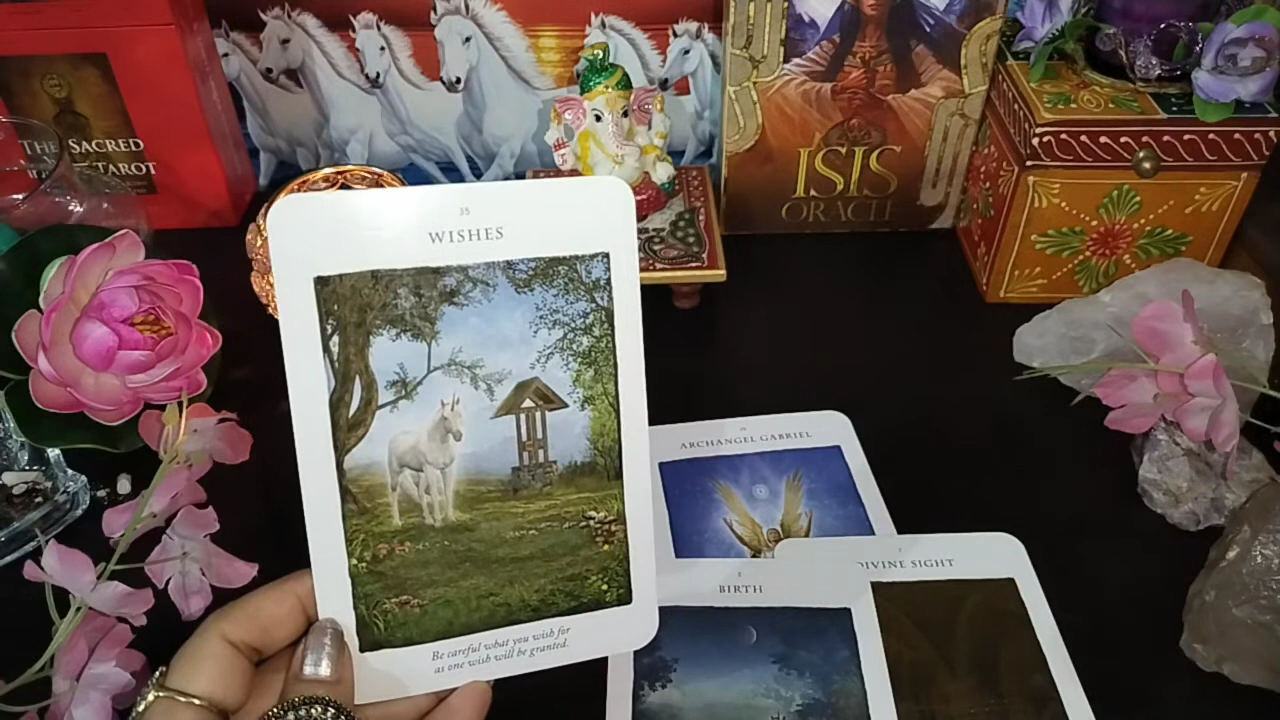 THE SACRED
TAROT
ISIS
ORACLE
35
WISHES
Be careful what you wish for
as one wish will be granted.
ARCHANGEL GABRIEL
BIRTH
DIVINE SIGHT